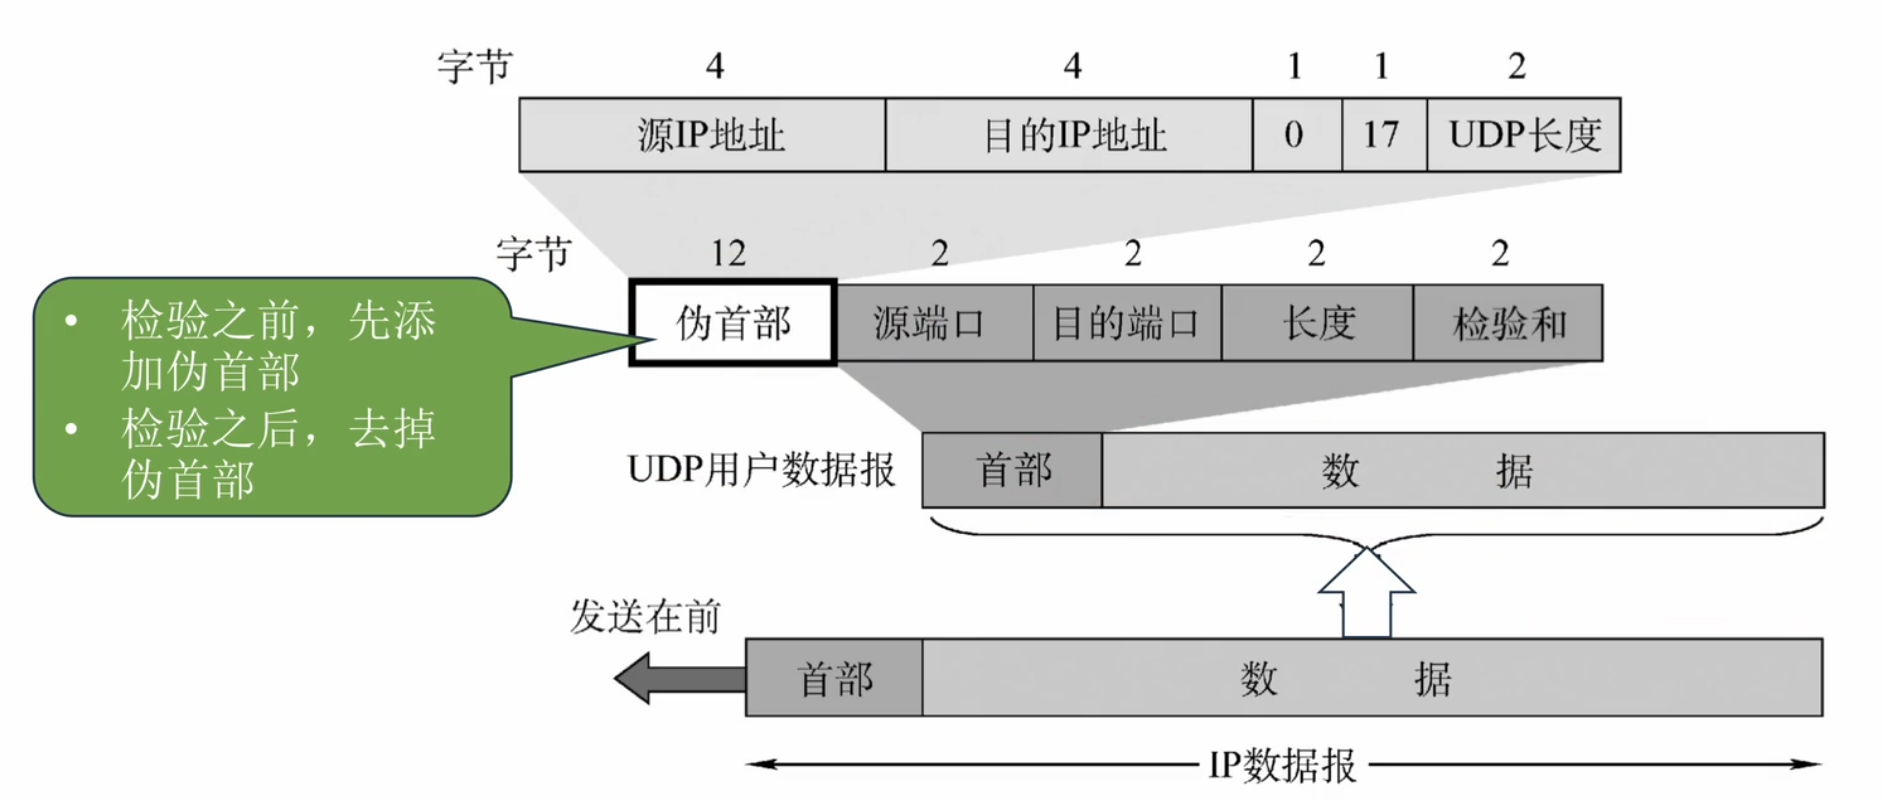 字节 4 4 1 1 2
源IP地址 目的IP地址 0 17 UDP长度
字节 12 2 2 2 2
伪首部 源端口 目的端口 长度 检验和
• 检验之前，先添
加伪首部
• 检验之后，去掉
伪首部
UDP用户数据报 首部 数 据
发送在前
首部 数 据
IP数据报